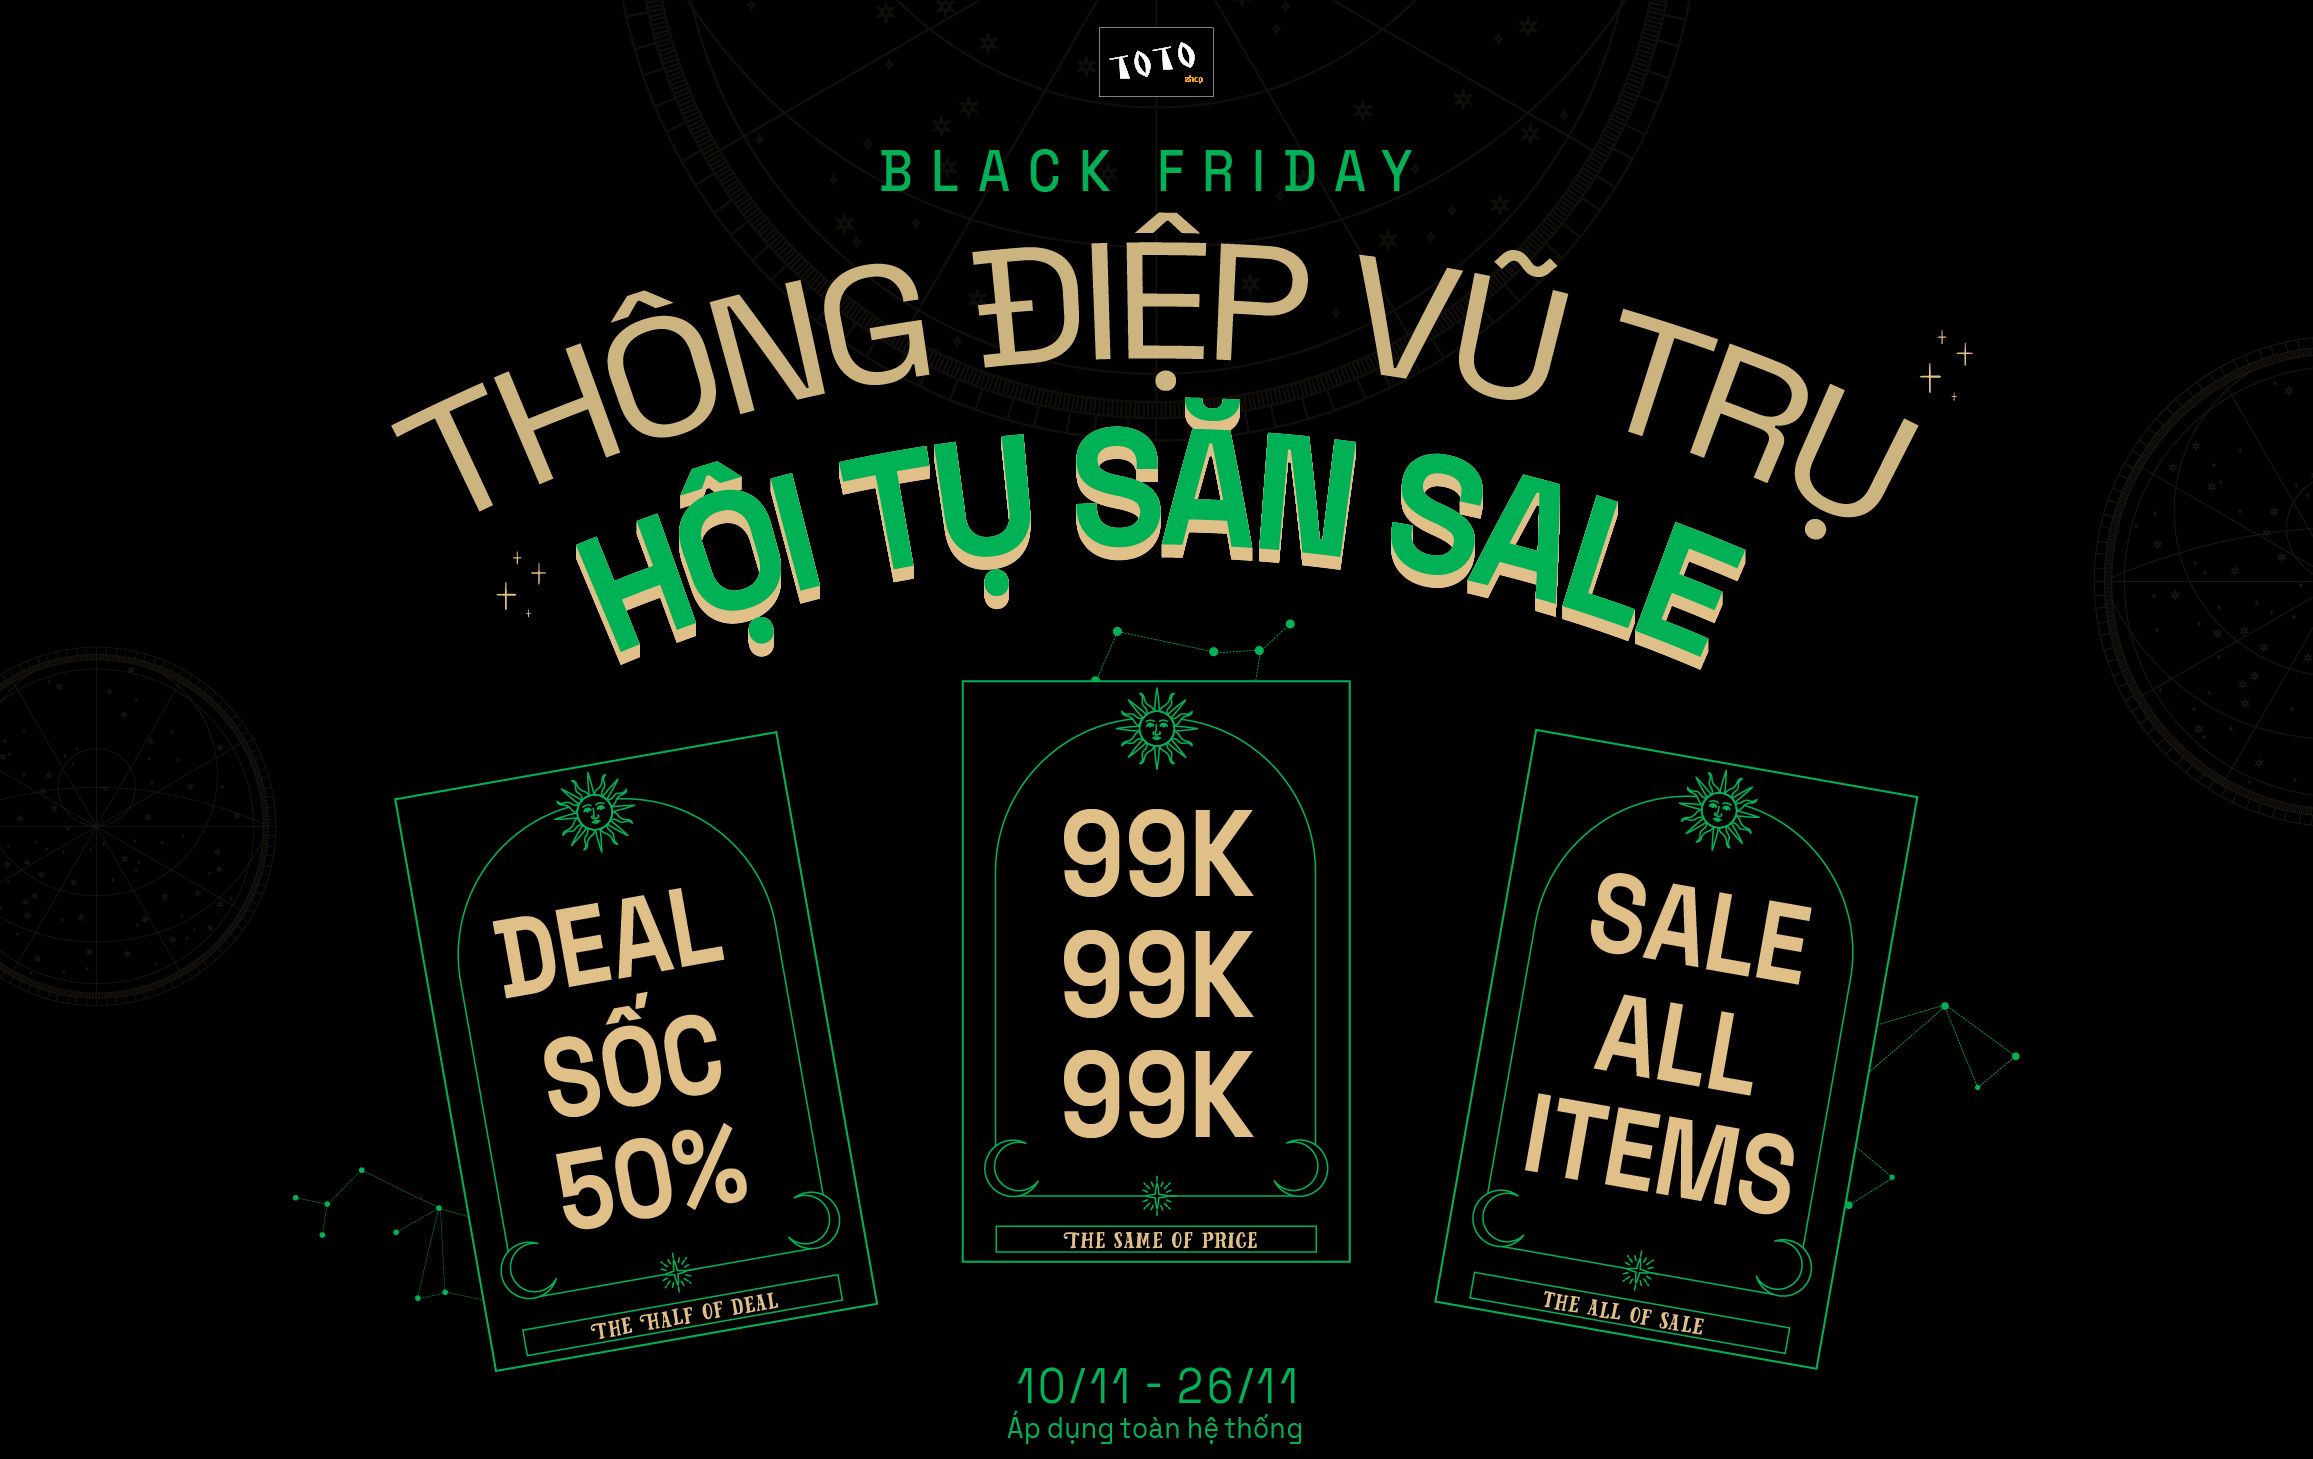 TOTO
shop
BLACK FRIDAY
THÔNG ĐIỆP VŨ TRỤ
HỘI TỤ SĂN SALE
DEAL
SỐC
50%
THE HALF OF DEAL
99K
99K
99K
THE SAME OF PRICE
SALE
ALL
ITEMS
THE ALL OF SALE
10/11 - 26/11
Áp dụng toàn hệ thống